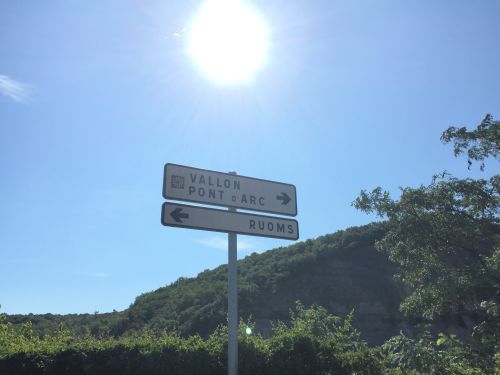 VALLON
PONT D'ARC
RUOMS